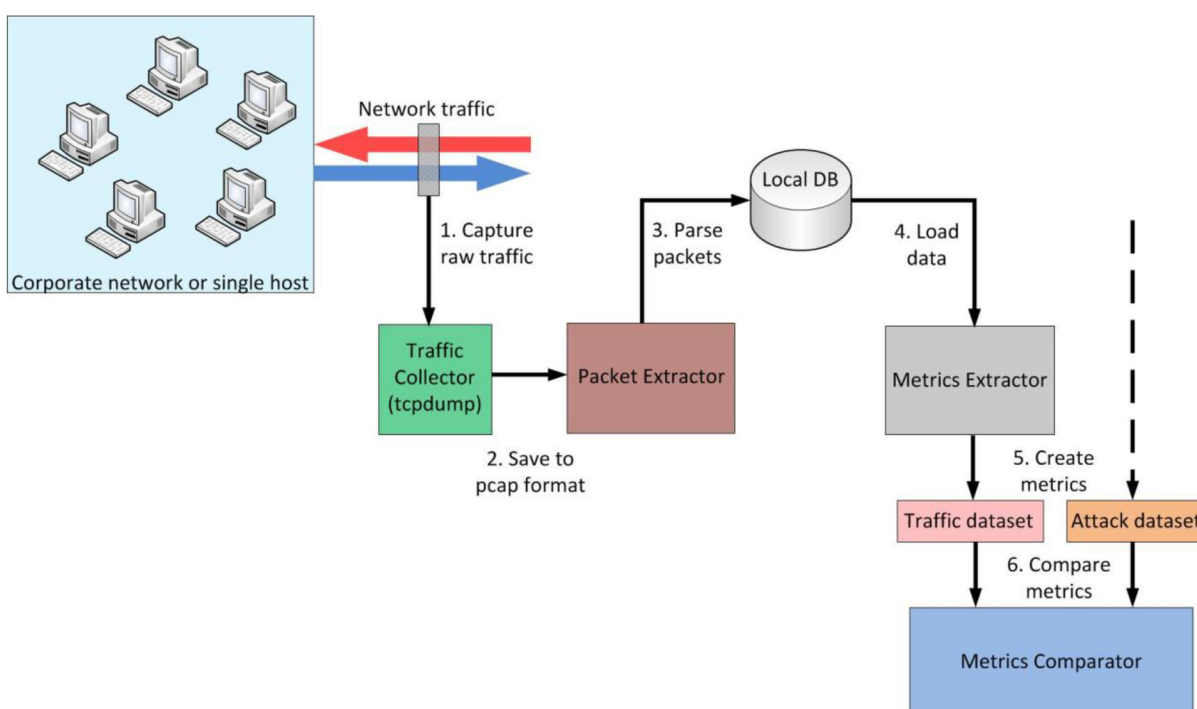 Network traffic
Corporate network or single host
1. Capture
raw traffic
Traffic
Collector
(tcpdump)
2. Save to
pcap format
Packet Extractor
3. Parse
packets
Local DB
4. Load
data
Metrics Extractor
5. Create
metrics
Traffic dataset
Attack dataset
6. Compare
metrics
Metrics Comparator